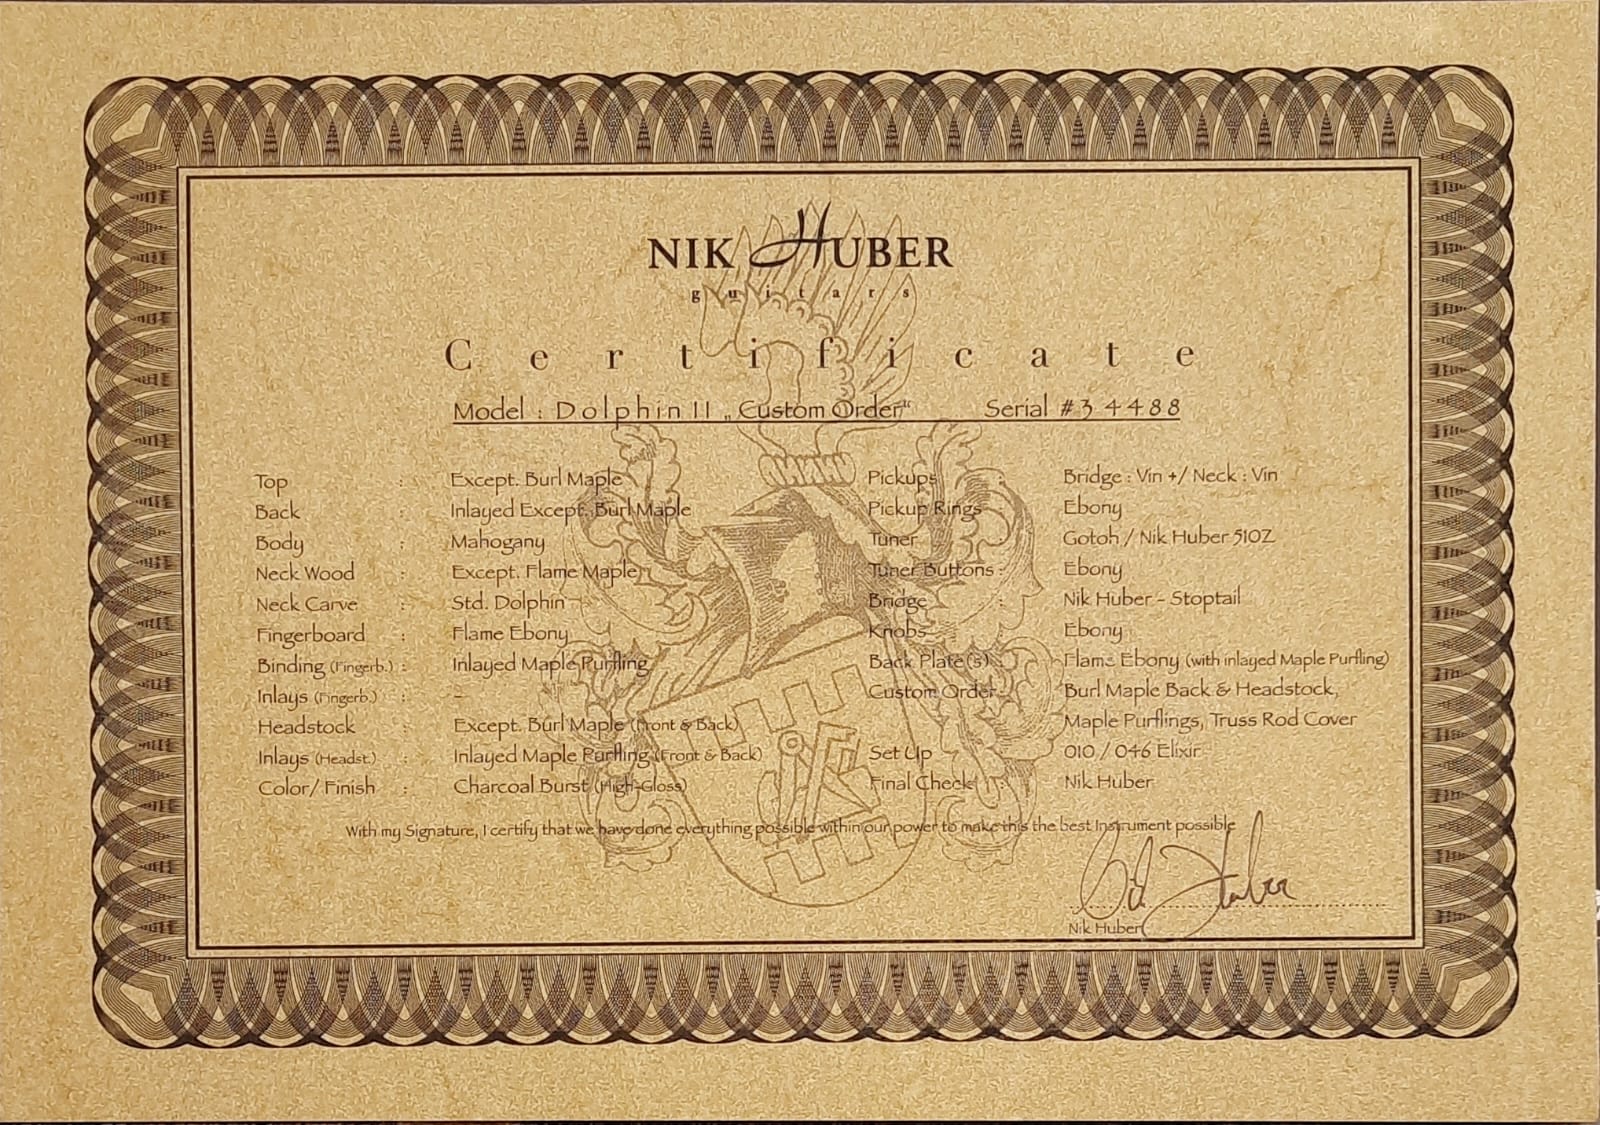 NIK HUBER
guitars
Certificate
Model : Dolphin II „Custom Order“ Serial #3 4488
Top : Except. Burl Maple
Back : Inlayed Except. Burl Maple
Body : Mahogany
Neck Wood : Except. Flame Maple
Neck Carve : Std. Dolphin
Fingerboard : Flame Ebony
Binding (Fingerb.) : Inlayed Maple Purfling
Inlays (Fingerb.) : –
Headstock : Except. Burl Maple (Front & Back)
Inlays (Headst.) : Inlayed Maple Purfling (Front & Back)
Color/ Finish : Charcoal Burst (High-Gloss)
Pickups : Bridge : Vin +/ Neck : Vin
Pickup Rings : Ebony
Tuner : Gotoh / Nik Huber 510Z
Tuner Buttons : Ebony
Bridge : Nik Huber - Stoptail
Knobs : Ebony
Back Plate(s) : Flame Ebony (with inlayed Maple Purfling)
Custom Order : Burl Maple Back & Headstock,
Maple Purflings, Truss Rod Cover
Set Up : 010 / 046 Elixir
Final Check : Nik Huber
With my Signature, I certify that we have done everything possible within our power to make this the best Instrument possible
Nik Huber
Nik Huber